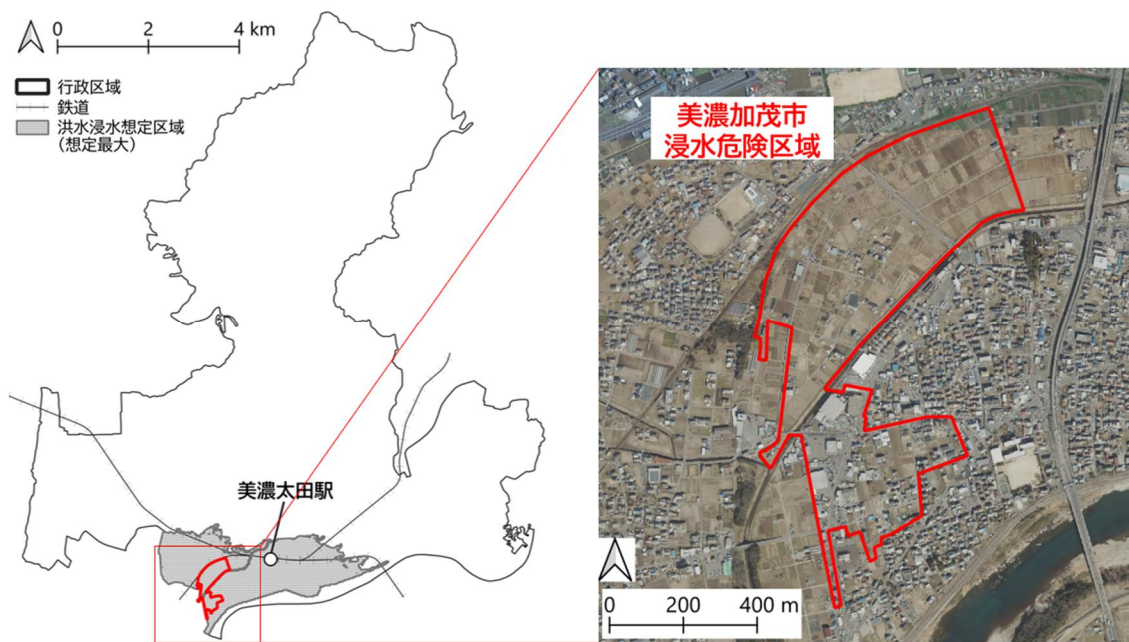 0 2 4 km
行政区域
鉄道
洪水浸水想定区域
(想定最大)
美濃太田駅
美濃加茂市
浸水危険区域
0 200 400 m